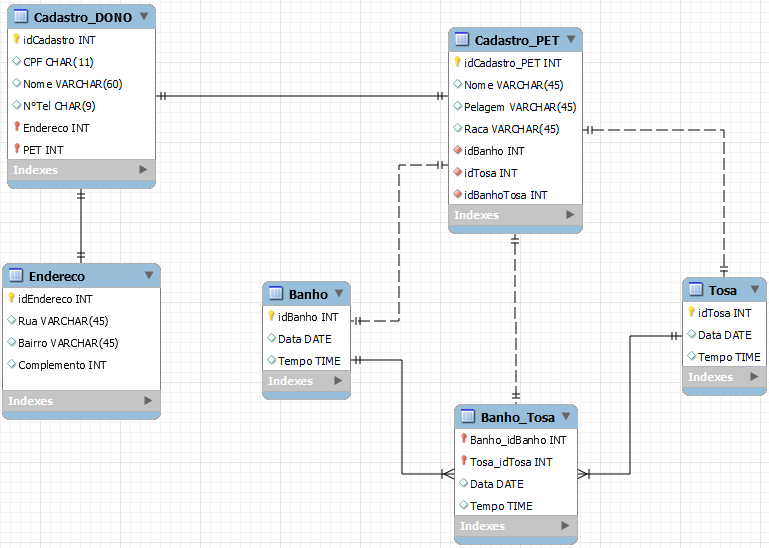 Cadastro_DONO
idCadastro INT
CPF CHAR(11)
Nome VARCHAR(60)
N°Tel CHAR(9)
Endereco INT
PET INT
Indexes
Cadastro_PET
idCadastro_PET INT
Nome VARCHAR(45)
Pelagem VARCHAR(45)
Raca VARCHAR(45)
idBanho INT
idTosa INT
idBanhoTosa INT
Indexes
Endereco
idEndereco INT
Rua VARCHAR(45)
Bairro VARCHAR(45)
Complemento INT
Indexes
Banho
idBanho INT
Data DATE
Tempo TIME
Indexes
Tosa
idTosa INT
Data DATE
Tempo TIME
Indexes
Banho_Tosa
Banho_idBanho INT
Tosa_idTosa INT
Data DATE
Tempo TIME
Indexes